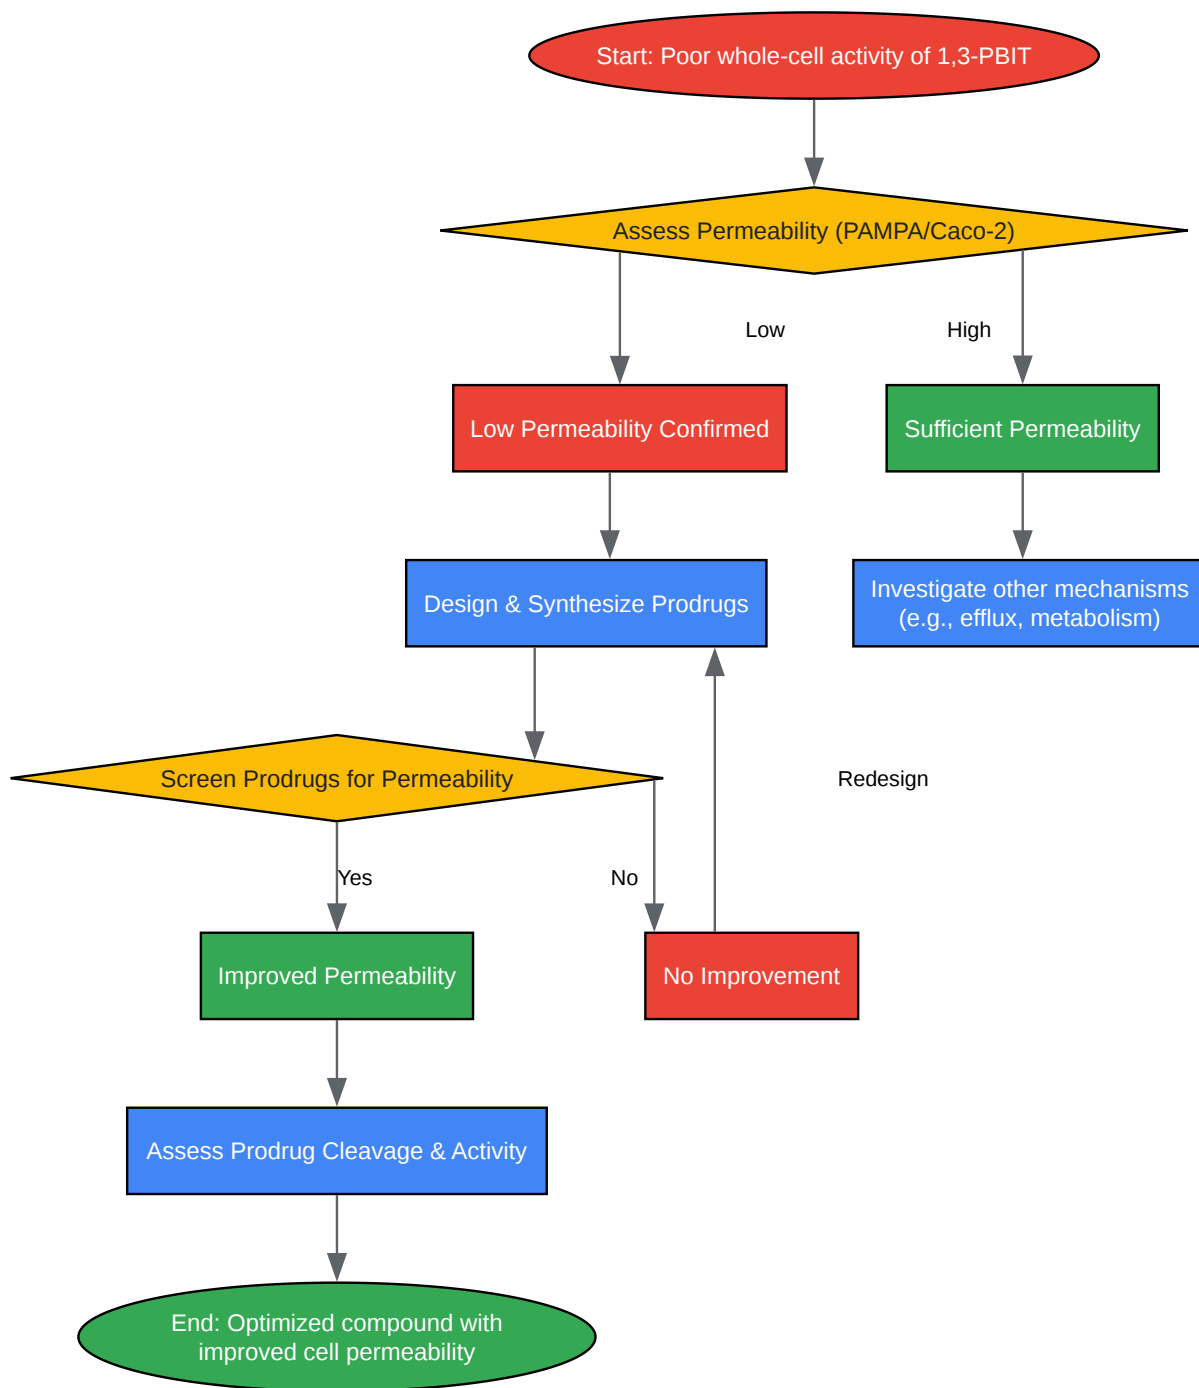 Start: Poor whole-cell activity of 1,3-PBIT
Assess Permeability (PAMPA/Caco-2)
Low
High
Low Permeability Confirmed
Sufficient Permeability
Design & Synthesize Prodrugs
Investigate other mechanisms
(e.g., efflux, metabolism)
Screen Prodrugs for Permeability
Redesign
Yes
No
Improved Permeability
No Improvement
Assess Prodrug Cleavage & Activity
End: Optimized compound with
improved cell permeability